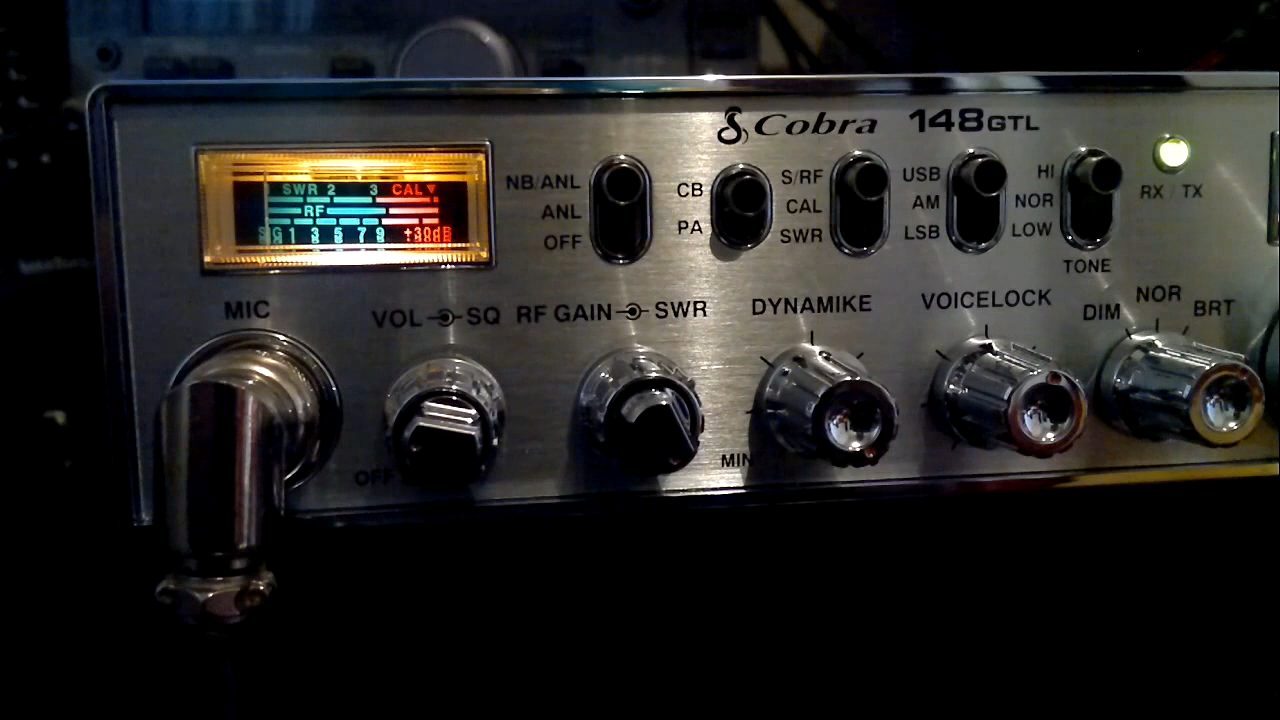 Cobra 148GTL
SWR 2 3 CAL
RF
SIG 1 3 5 7 9 +30dB
NB/ANL
ANL
OFF
CB
PA
S/RF
CAL
SWR
USB
AM
LSB
HI
NOR
LOW
TONE
RX / TX
MIC
VOL SQ
OFF
RF GAIN SWR
DYNAMIKE
MIN
VOICELOCK
DIM NOR BRT